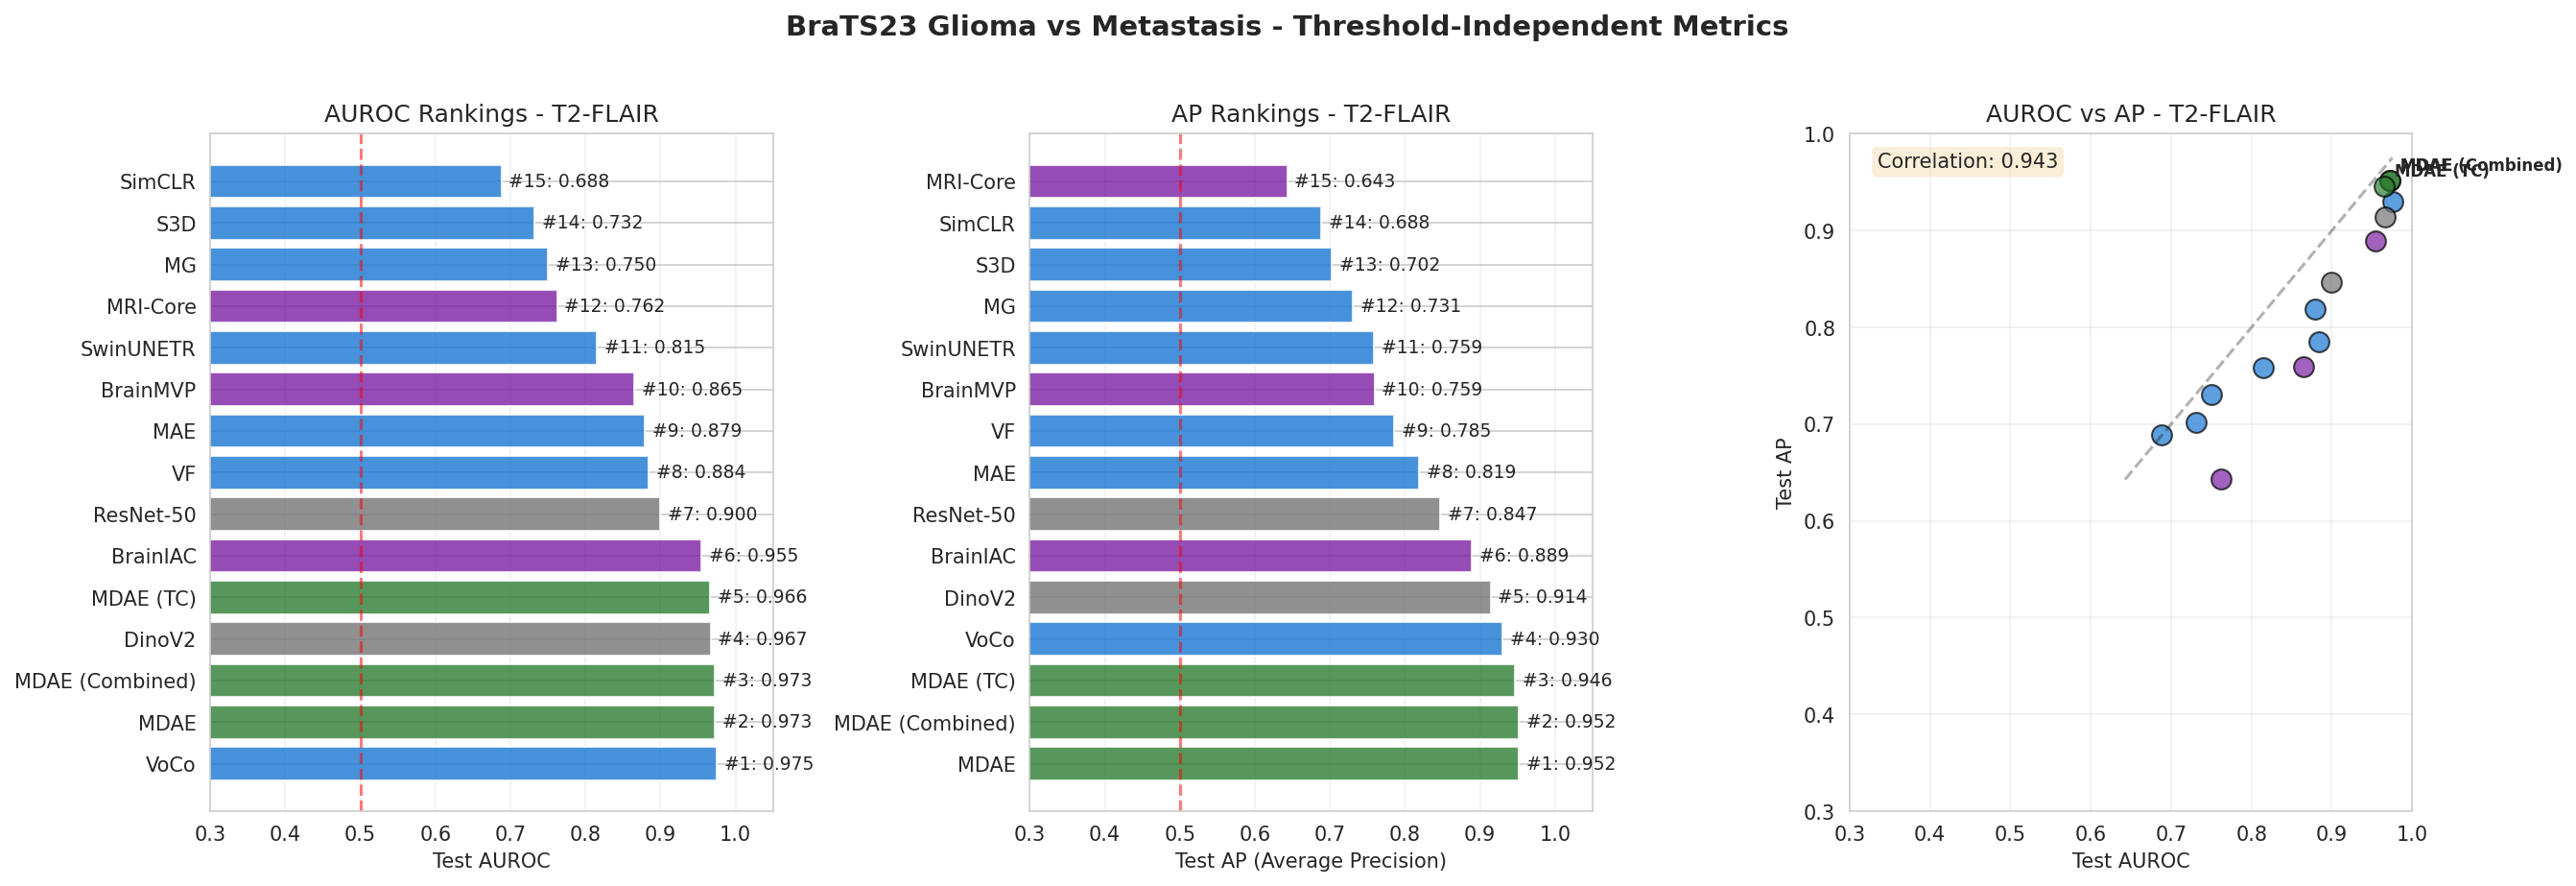 BraTS23 Glioma vs Metastasis - Threshold-Independent Metrics
AUROC Rankings - T2-FLAIR
SimCLR #15: 0.688
S3D #14: 0.732
MG #13: 0.750
MRI-Core #12: 0.762
SwinUNETR #11: 0.815
BrainMVP #10: 0.865
MAE #9: 0.879
VF #8: 0.884
ResNet-50 #7: 0.900
BrainIAC #6: 0.955
MDAE (TC) #5: 0.966
DinoV2 #4: 0.967
MDAE (Combined) #3: 0.973
MDAE #2: 0.973
VoCo #1: 0.975
0.3 0.4 0.5 0.6 0.7 0.8 0.9 1.0
Test AUROC
AP Rankings - T2-FLAIR
MRI-Core #15: 0.643
SimCLR #14: 0.688
S3D #13: 0.702
MG #12: 0.731
SwinUNETR #11: 0.759
BrainMVP #10: 0.759
VF #9: 0.785
MAE #8: 0.819
ResNet-50 #7: 0.847
BrainIAC #6: 0.889
DinoV2 #5: 0.914
VoCo #4: 0.930
MDAE (TC) #3: 0.946
MDAE (Combined) #2: 0.952
MDAE #1: 0.952
0.3 0.4 0.5 0.6 0.7 0.8 0.9 1.0
Test AP (Average Precision)
AUROC vs AP - T2-FLAIR
Correlation: 0.943
MDAE (Combined)
MDAE (TC)
Test AP
1.0
0.9
0.8
0.7
0.6
0.5
0.4
0.3
0.3 0.4 0.5 0.6 0.7 0.8 0.9 1.0
Test AUROC